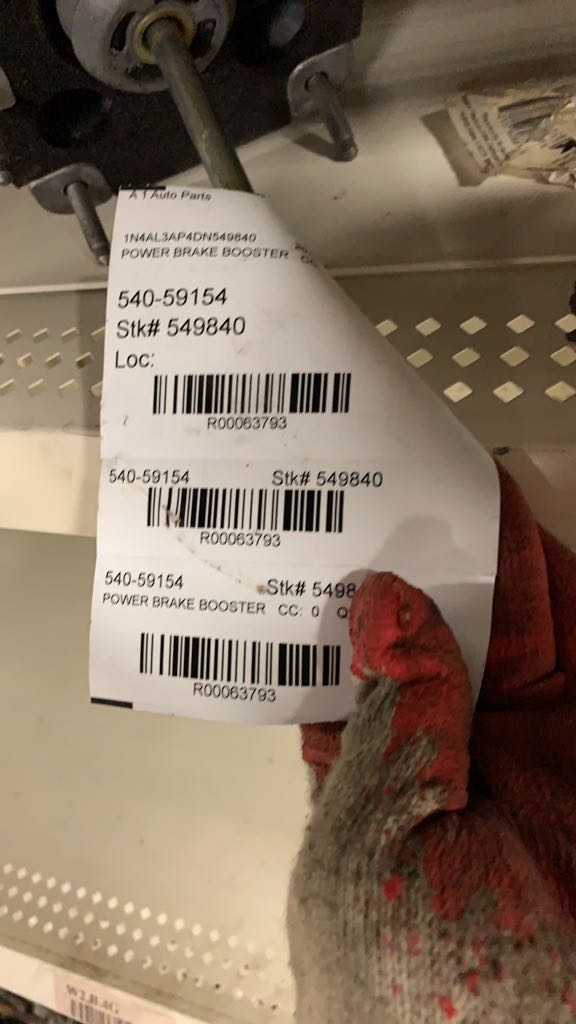 A 1 Auto Parts
1N4AL3AP4DN549840
POWER BRAKE BOOSTER
540-59154
Stk# 549840
Loc:
R00063793
540-59154 Stk# 549840
R00063793
540-59154 Stk# 5498
POWER BRAKE BOOSTER CC: 0 Q
R00063793